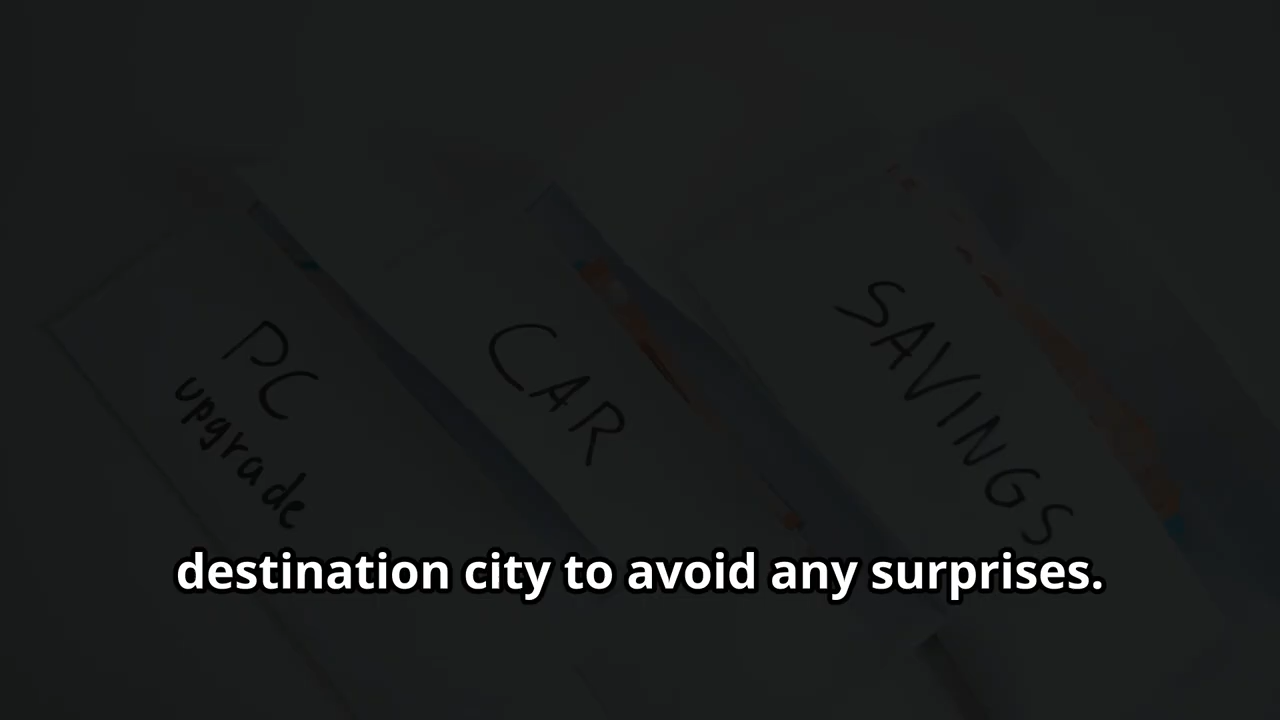 PC
upgrade
CAR
SAVINGS
destination city to avoid any surprises.